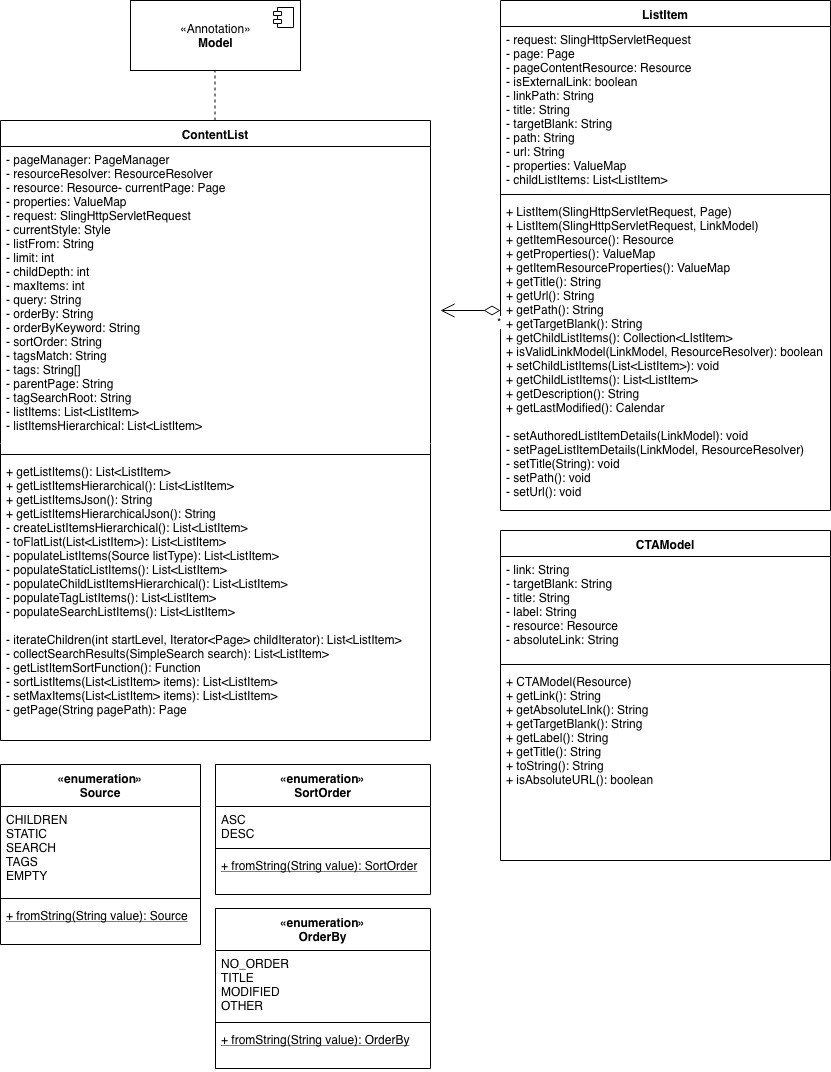 «Annotation»
Model
ContentList
- pageManager: PageManager
- resourceResolver: ResourceResolver
- resource: Resource- currentPage: Page
- properties: ValueMap
- request: SlingHttpServletRequest
- currentStyle: Style
- listFrom: String
- limit: int
- childDepth: int
- maxItems: int
- query: String
- orderBy: String
- orderByKeyword: String
- sortOrder: String
- tagsMatch: String
- tags: String[]
- parentPage: String
- tagSearchRoot: String
- listItems: List<ListItem>
- listItemsHierarchical: List<ListItem>
+ getListItems(): List<ListItem>
+ getListItemsHierarchical(): List<ListItem>
+ getListItemsJson(): String
+ getListItemsHierarchicalJson(): String
- createListItemsHierarchical(): List<ListItem>
- toFlatList(List<ListItem>): List<ListItem>
- populateListItems(Source listType): List<ListItem>
- populateStaticListItems(): List<ListItem>
- populateChildListItemsHierarchical(): List<ListItem>
- populateTagListItems(): List<ListItem>
- populateSearchListItems(): List<ListItem>
- iterateChildren(int startLevel, Iterator<Page> childIterator): List<ListItem>
- collectSearchResults(SimpleSearch search): List<ListItem>
- getListItemSortFunction(): Function
- sortListItems(List<ListItem> items): List<ListItem>
- setMaxItems(List<ListItem> items): List<ListItem>
- getPage(String pagePath): Page
ListItem
- request: SlingHttpServletRequest
- page: Page
- pageContentResource: Resource
- isExternalLink: boolean
- linkPath: String
- title: String
- targetBlank: String
- path: String
- url: String
- properties: ValueMap
- childListItems: List<ListItem>
+ ListItem(SlingHttpServletRequest, Page)
+ ListItem(SlingHttpServletRequest, LinkModel)
+ getItemResource(): Resource
+ getProperties(): ValueMap
+ getItemResourceProperties(): ValueMap
+ getTitle(): String
+ getUrl(): String
+ getPath(): String
+ getTargetBlank(): String
+ getChildListItems(): Collection<LIstItem>
+ isValidLinkModel(LinkModel, ResourceResolver): boolean
+ setChildListItems(List<ListItem>): void
+ getChildListItems(): List<ListItem>
+ getDescription(): String
+ getLastModified(): Calendar
- setAuthoredListItemDetails(LinkModel): void
- setPageListItemDetails(LinkModel, ResourceResolver)
- setTitle(String): void
- setPath(): void
- setUrl(): void
*
CTAModel
- link: String
- targetBlank: String
- title: String
- label: String
- resource: Resource
- absoluteLink: String
+ CTAModel(Resource)
+ getLink(): String
+ getAbsoluteLInk(): String
+ getTargetBlank(): String
+ getLabel(): String
+ getTitle(): String
+ toString(): String
+ isAbsoluteURL(): boolean
«enumeration»
Source
CHILDREN
STATIC
SEARCH
TAGS
EMPTY
+ fromString(String value): Source
«enumeration»
SortOrder
ASC
DESC
+ fromString(String value): SortOrder
«enumeration»
OrderBy
NO_ORDER
TITLE
MODIFIED
OTHER
+ fromString(String value): OrderBy